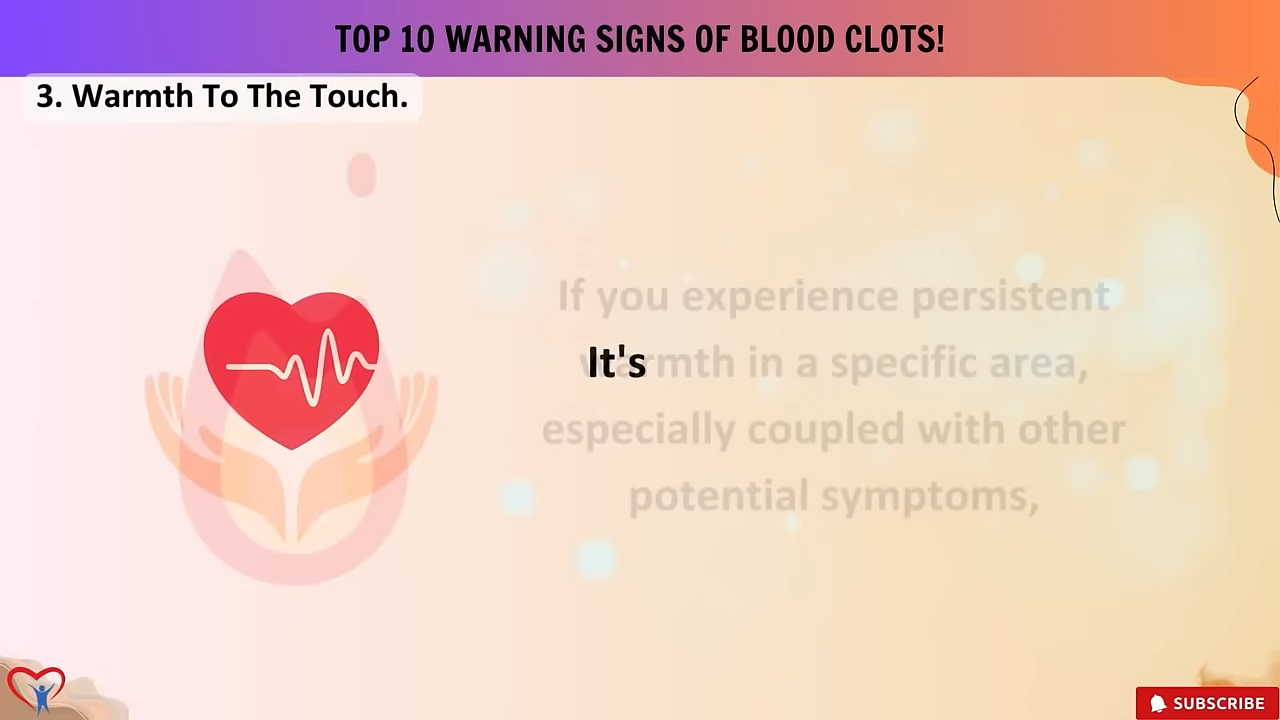 TOP 10 WARNING SIGNS OF BLOOD CLOTS!
3. Warmth To The Touch.
If you experience persistent
warmth in a specific area,
It's
especially coupled with other
potential symptoms,
SUBSCRIBE